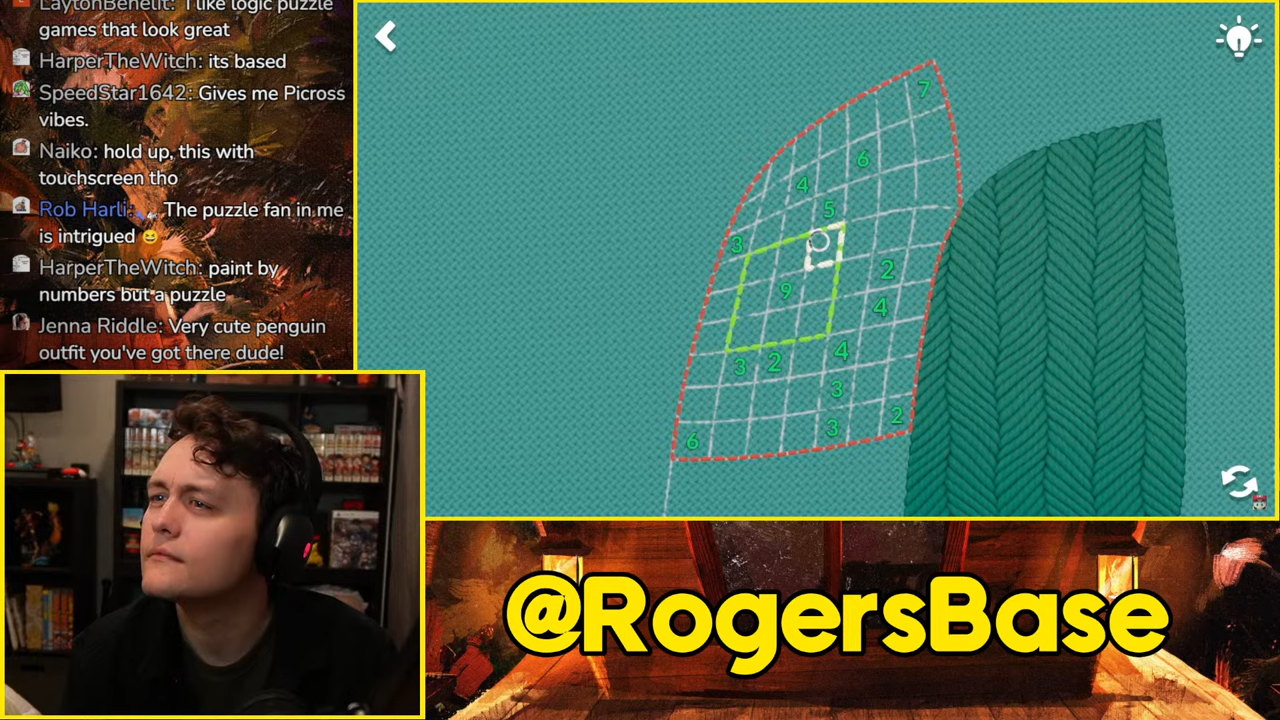 LaytonBenefit: I like logic puzzle
games that look great
HarperTheWitch: its based
SpeedStar1642: Gives me Picross
vibes.
Naiko: hold up, this with
touchscreen tho
Rob Harli: The puzzle fan in me
is intrigued
HarperTheWitch: paint by
numbers but a puzzle
Jenna Riddle: Very cute penguin
outfit you've got there dude!
7
6
4
5
3
2
9
4
4
3
2
3
2
3
6
@RogersBase